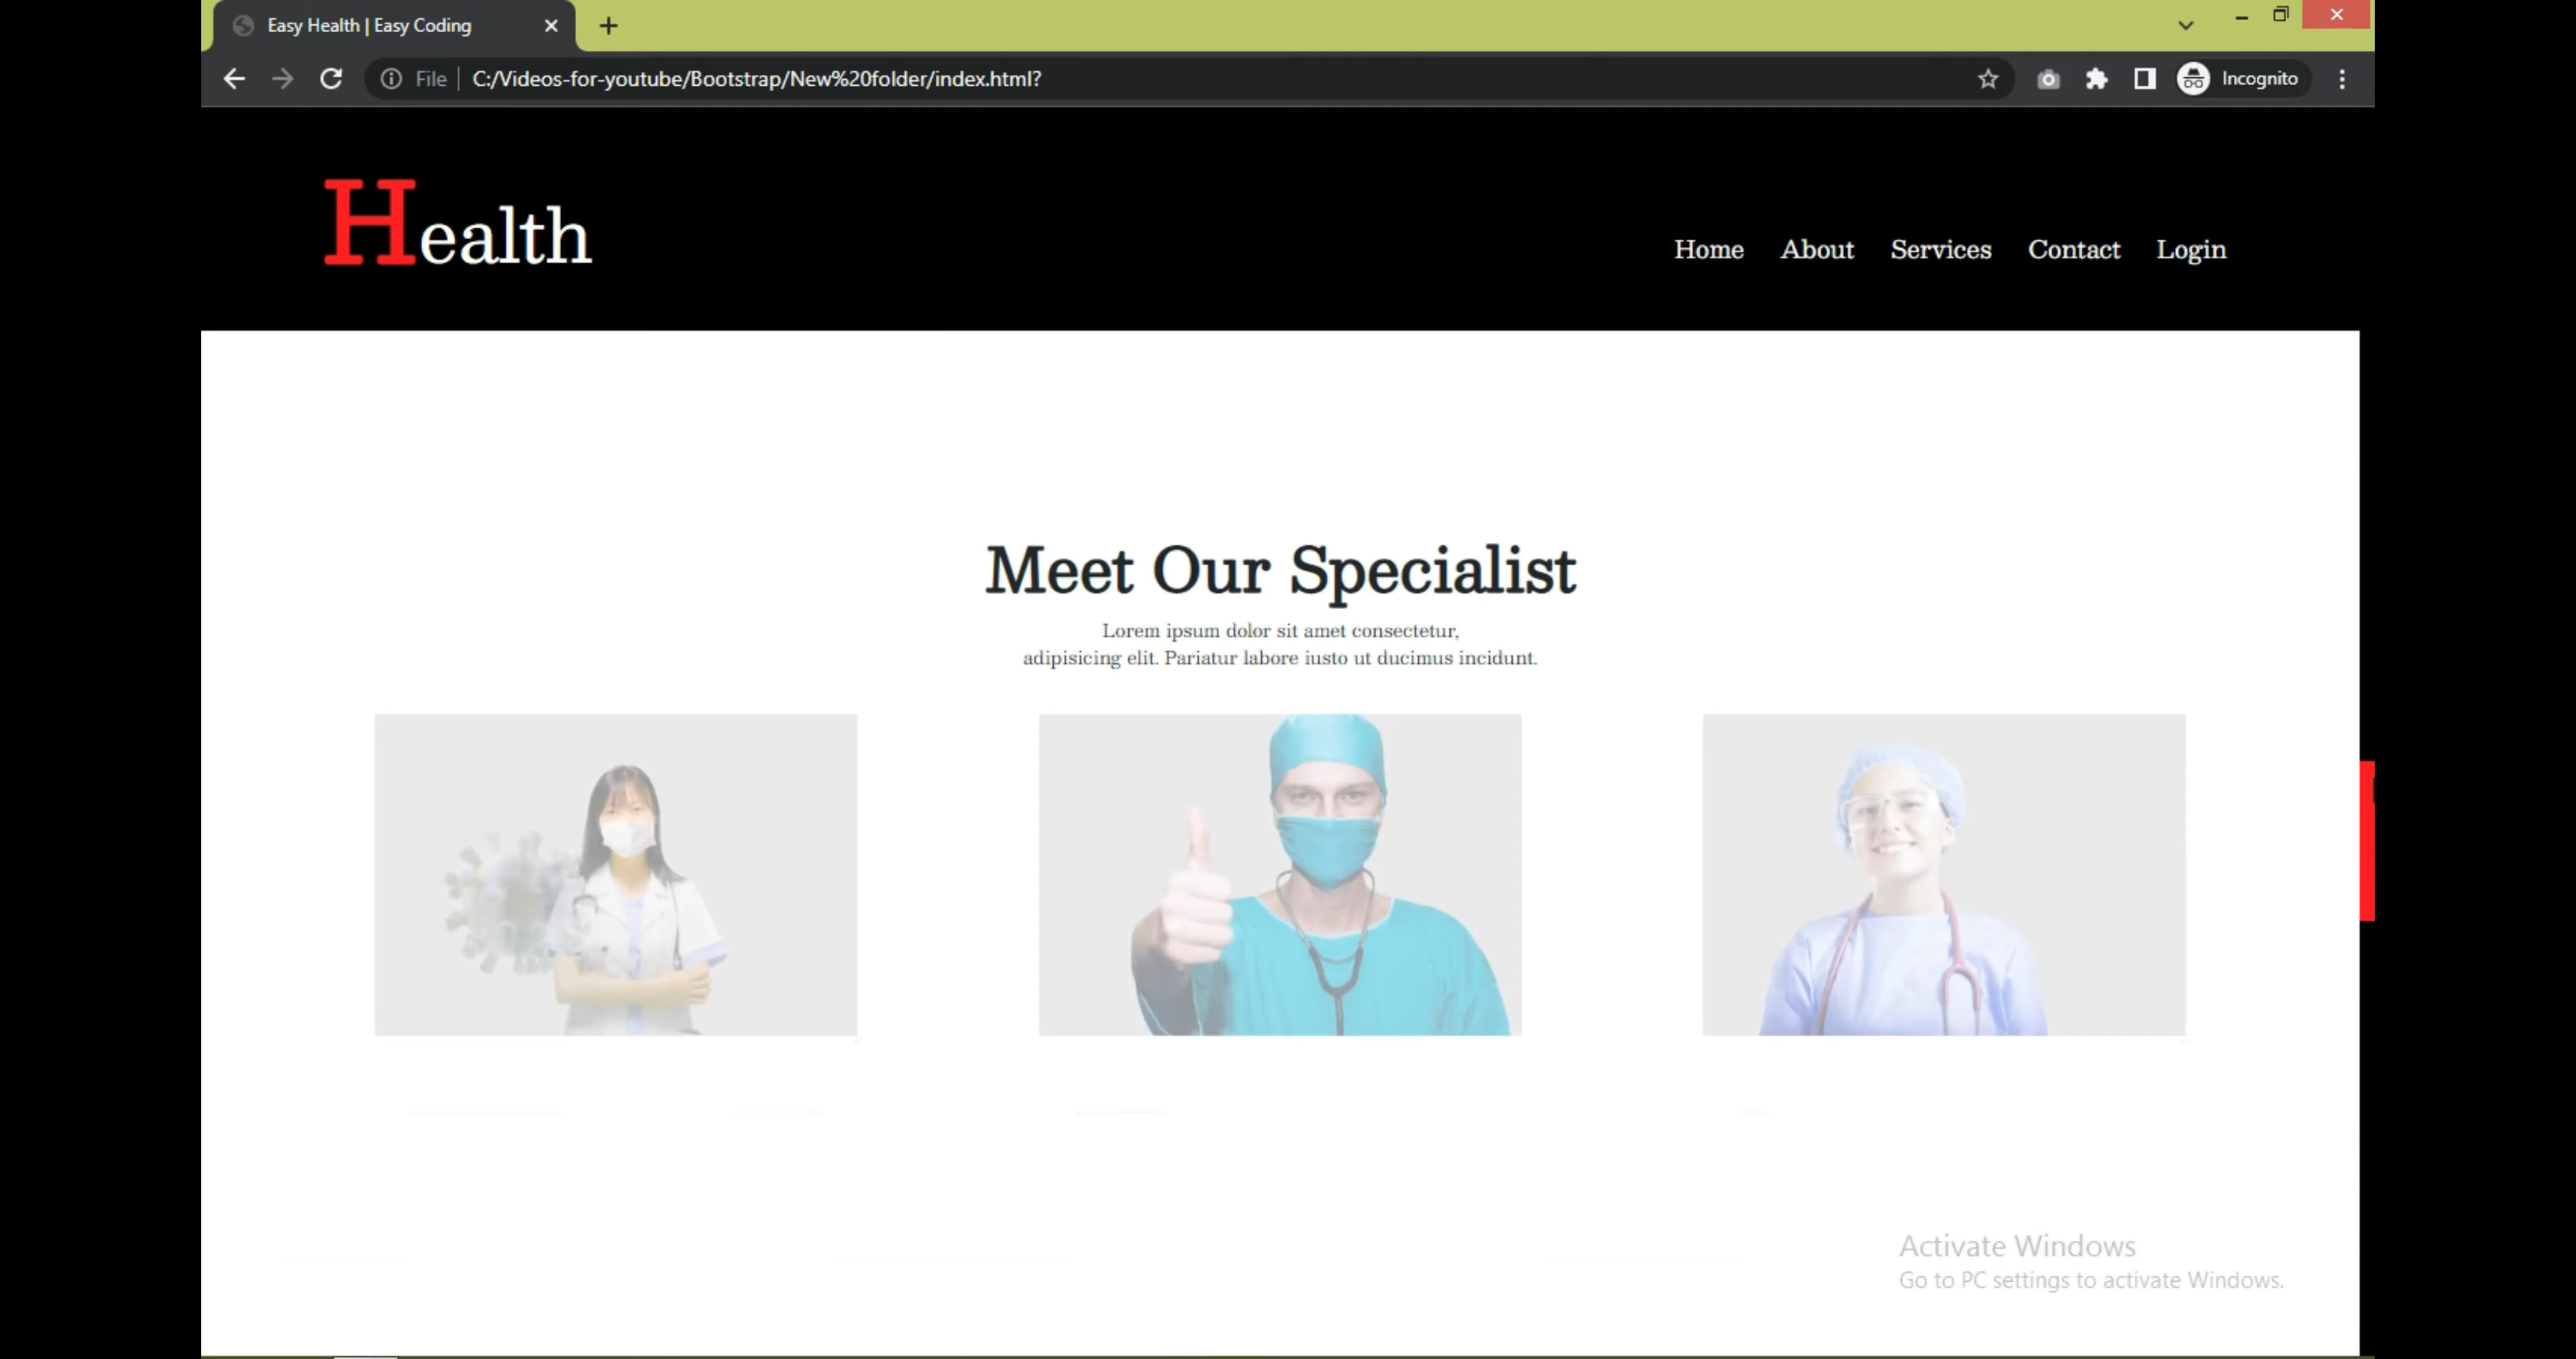 Easy Health | Easy Coding
File C:/Videos-for-youtube/Bootstrap/New%20folder/index.html?
Incognito
Health
Home About Services Contact Login
Meet Our Specialist
Lorem ipsum dolor sit amet consectetur,
adipisicing elit. Pariatur labore iusto ut ducimus incidunt.
Activate Windows
Go to PC settings to activate Windows.